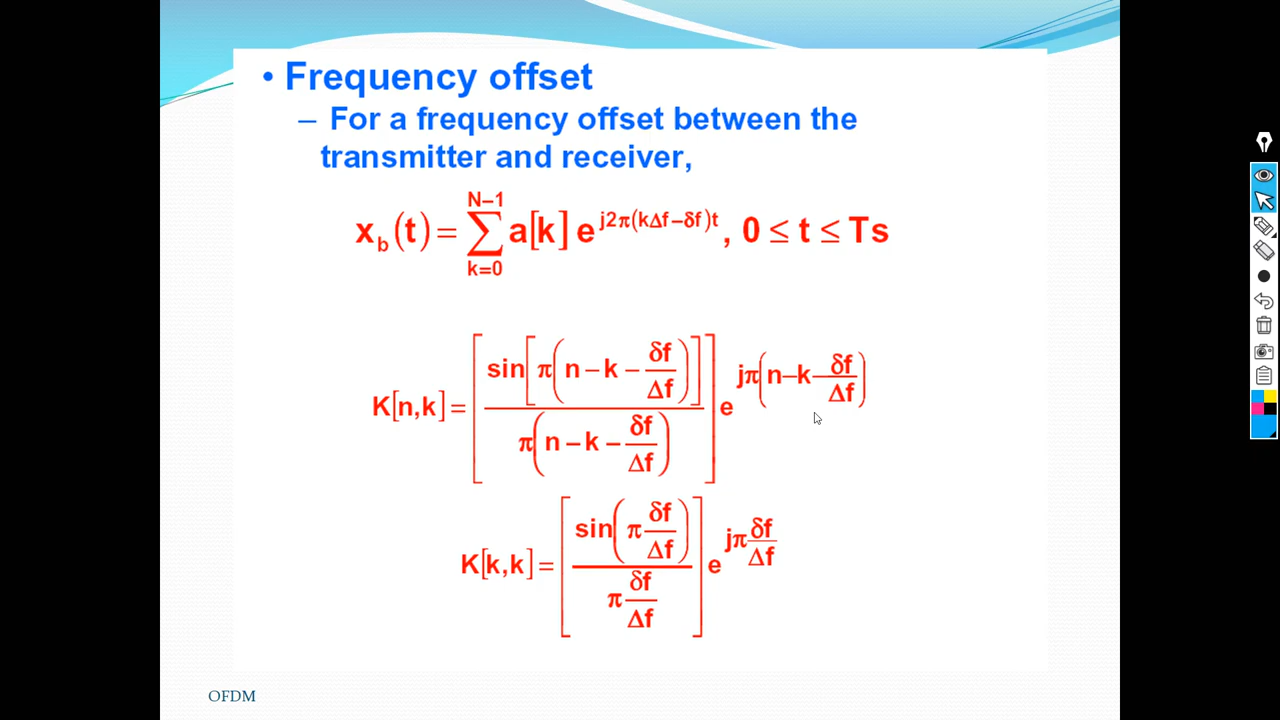 • Frequency offset
– For a frequency offset between the
transmitter and receiver,
x_b(t) = ∑_{k=0}^{N–1} a[k] e^{j2π(kΔf–δf)t}, 0 ≤ t ≤ Ts
K[n,k] = [ sin[π(n – k – δf/Δf)] / π(n – k – δf/Δf) ] e^{jπ(n–k–δf/Δf)}
K[k,k] = [ sin(π δf/Δf) / π δf/Δf ] e^{jπ δf/Δf}
OFDM